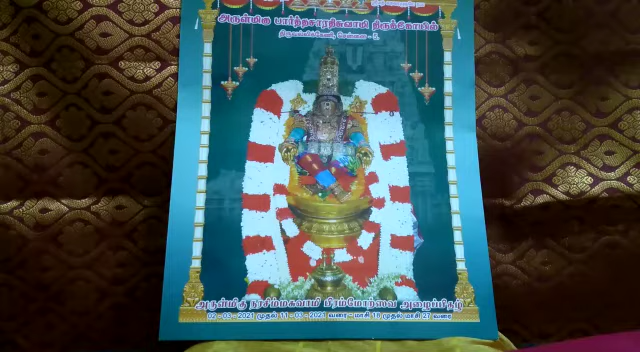 அருள்மிகு பார்த்தசாரதிசுவாமி திருக்கோயில்
திருவல்லிக்கேணி, சென்னை - 5.
அருள்மிகு நரசிம்மசுவாமி பிரம்மோற்சவ அழைப்பிதழ்
02 - 03 - 2021 முதல் 11 - 03 - 2021 வரை - மாசி 18 முதல் மாசி 27 வரை